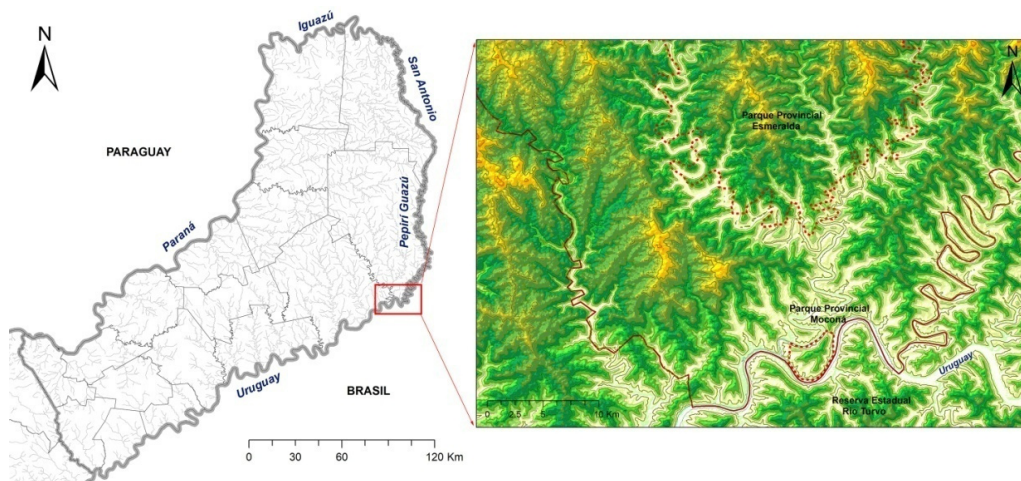 N
Iguazú
San Antonio
PARAGUAY
Pepirí Guazú
Paraná
Uruguay
BRASIL
0 30 60 120 Km
N
Parque Provincial
Esmeralda
Parque Provincial
Moconá
Uruguay
Reserva Estadual
Rio Turvo
0 2.5 5 10 Km